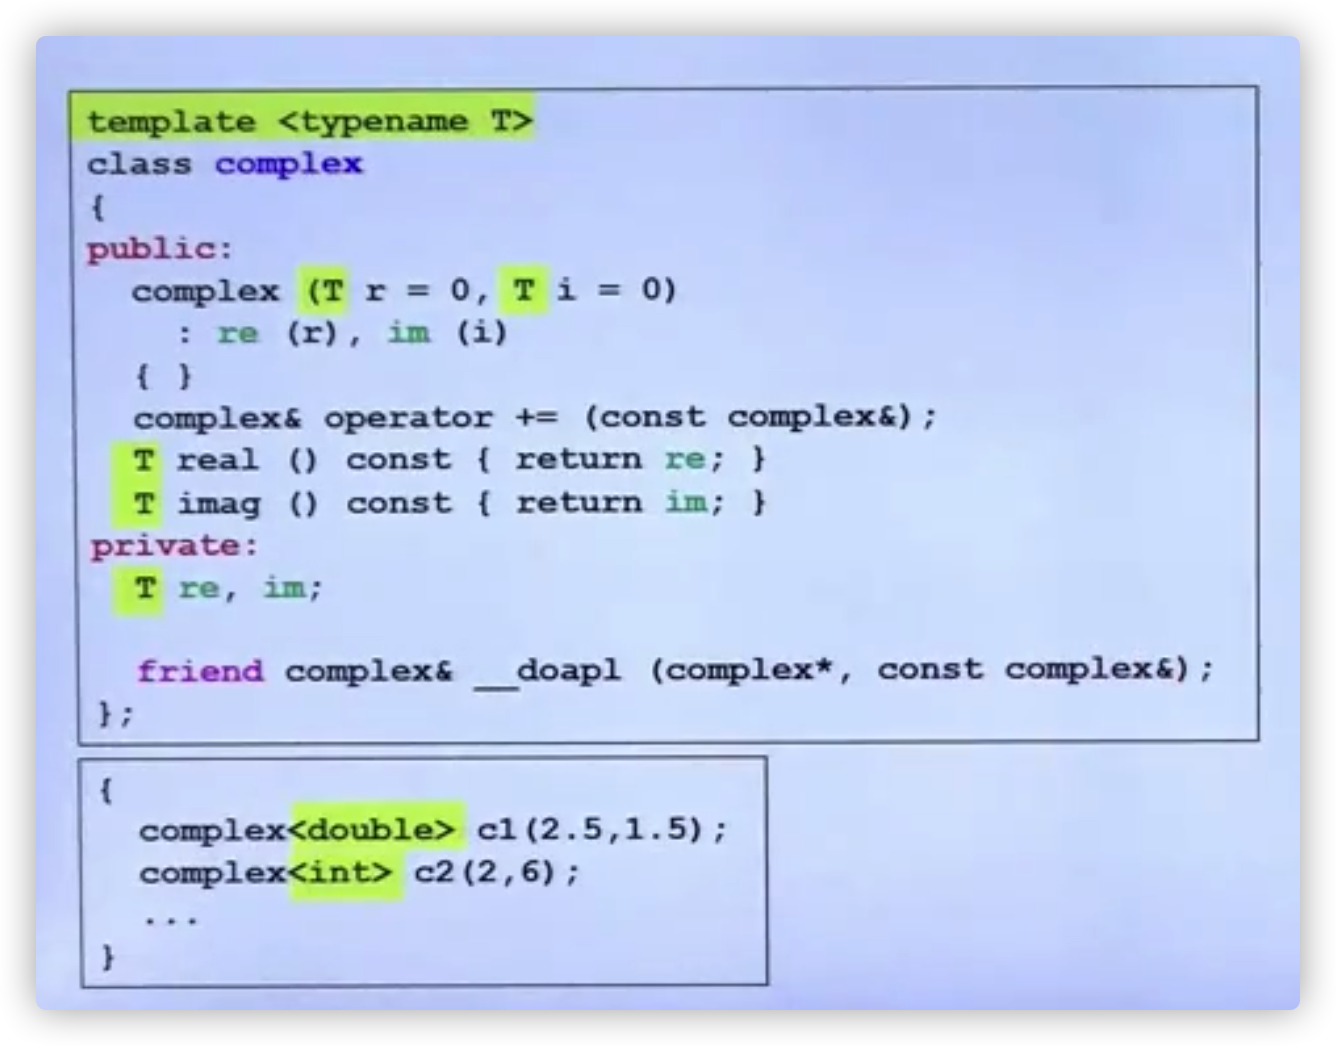 template <typename T>
class complex
{
public:
  complex (T r = 0, T i = 0)
    : re (r), im (i)
  { }
  complex& operator += (const complex&);
  T real () const { return re; }
  T imag () const { return im; }
private:
  T re, im;

  friend complex& __doapl (complex*, const complex&);
};
{
  complex<double> c1(2.5,1.5);
  complex<int> c2(2,6);
  ...
}